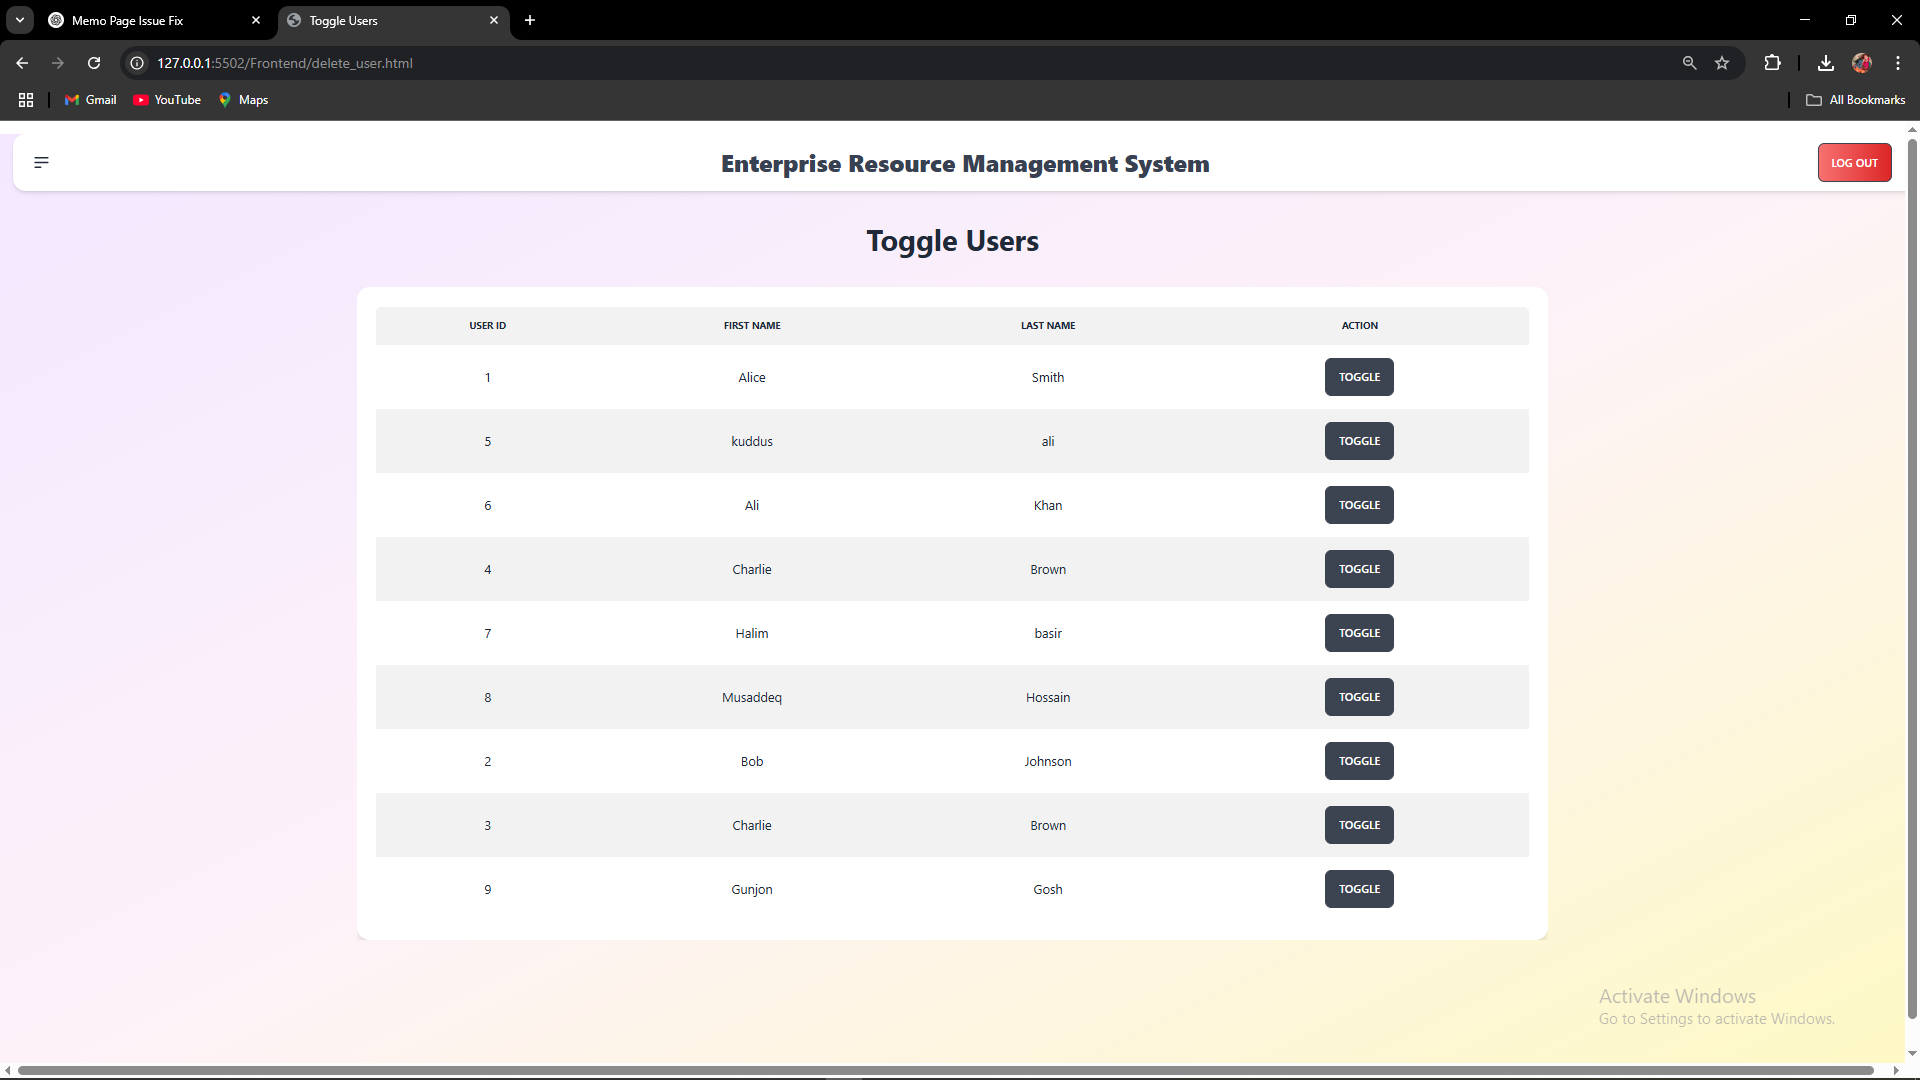 Memo Page Issue Fix
Toggle Users
127.0.0.1:5502/Frontend/delete_user.html
Gmail
YouTube
Maps
All Bookmarks
Enterprise Resource Management System
LOG OUT
Toggle Users
USER ID FIRST NAME LAST NAME ACTION
1 Alice Smith TOGGLE
5 kuddus ali TOGGLE
6 Ali Khan TOGGLE
4 Charlie Brown TOGGLE
7 Halim basir TOGGLE
8 Musaddeq Hossain TOGGLE
2 Bob Johnson TOGGLE
3 Charlie Brown TOGGLE
9 Gunjon Gosh TOGGLE
Activate Windows
Go to Settings to activate Windows.